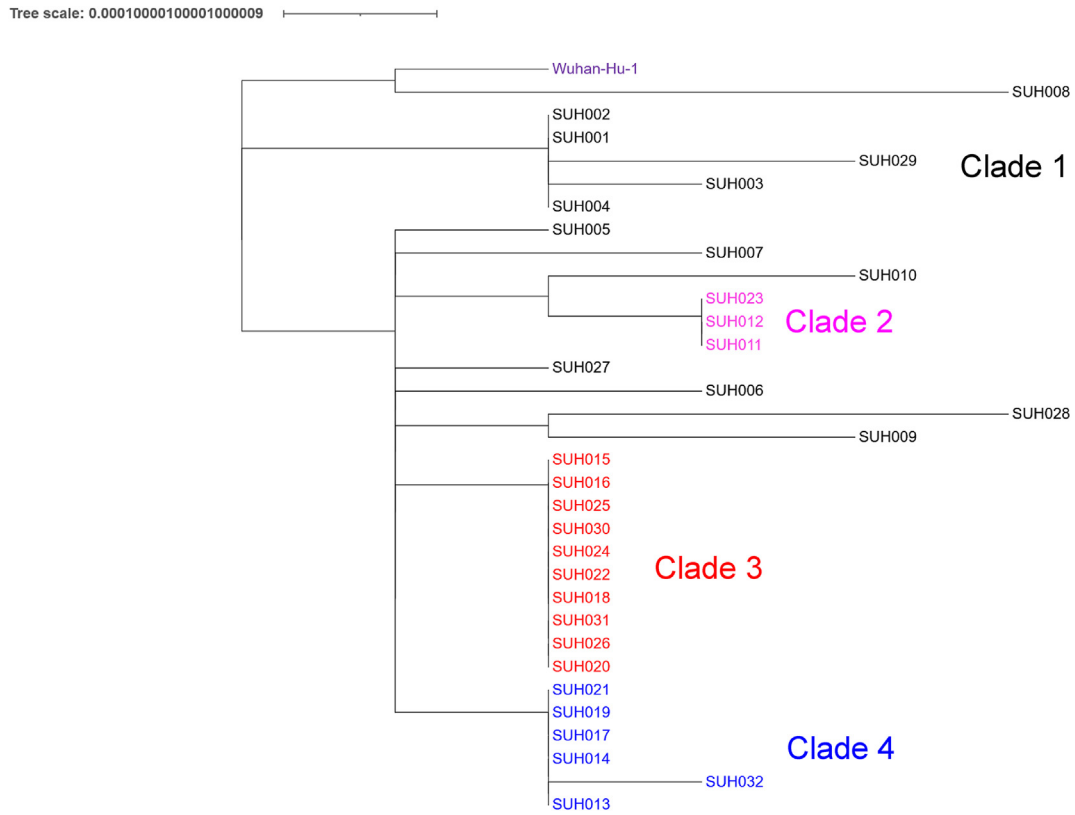 Tree scale: 0.00010000100001000009
Wuhan-Hu-1
SUH008
SUH002
SUH001
SUH029
Clade 1
SUH003
SUH004
SUH005
SUH007
SUH010
SUH023
SUH012
Clade 2
SUH011
SUH027
SUH006
SUH028
SUH009
SUH015
SUH016
SUH025
SUH030
SUH024
Clade 3
SUH022
SUH018
SUH031
SUH026
SUH020
SUH021
SUH019
SUH017
Clade 4
SUH014
SUH032
SUH013